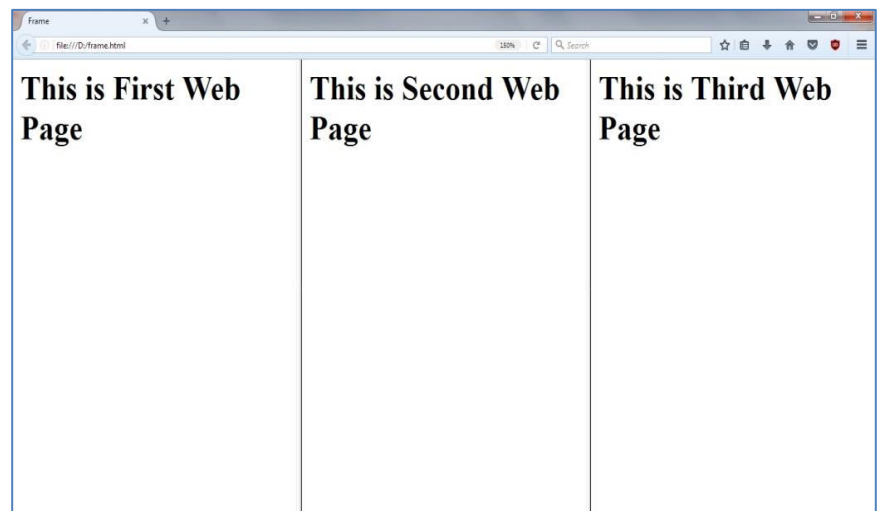 Frame
file:///D:/frame.html
150%
Search
This is First Web
Page
This is Second Web
Page
This is Third Web
Page